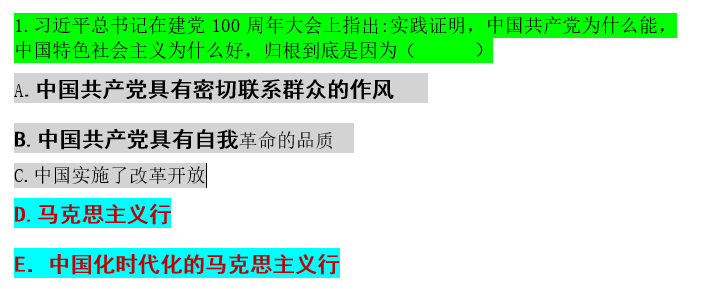 1.习近平总书记在建党 100 周年大会上指出:实践证明，中国共产党为什么能，
中国特色社会主义为什么好，归根到底是因为（      ）
A.中国共产党具有密切联系群众的作风
B.中国共产党具有自我革命的品质
C.中国实施了改革开放
D.马克思主义行
E. 中国化时代化的马克思主义行